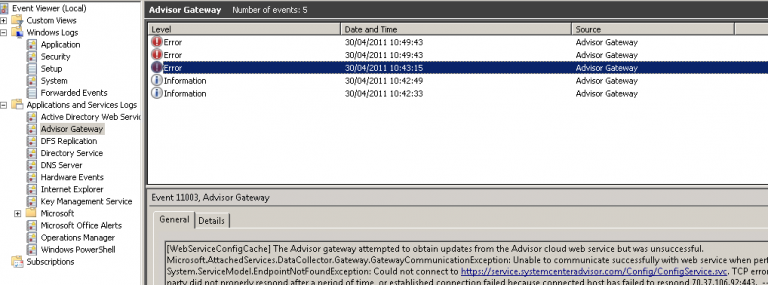 Event Viewer (Local)
Custom Views
Windows Logs
Application
Security
Setup
System
Forwarded Events
Applications and Services Logs
Active Directory Web Servic
Advisor Gateway
DFS Replication
Directory Service
DNS Server
Hardware Events
Internet Explorer
Key Management Service
Microsoft
Microsoft Office Alerts
Operations Manager
Windows PowerShell
Subscriptions
Advisor Gateway Number of events: 5
Level Date and Time Source
Error 30/04/2011 10:49:43 Advisor Gateway
Error 30/04/2011 10:49:43 Advisor Gateway
Error 30/04/2011 10:43:15 Advisor Gateway
Information 30/04/2011 10:42:49 Advisor Gateway
Information 30/04/2011 10:42:33 Advisor Gateway
Event 11003, Advisor Gateway
General Details
[WebServiceConfigCache] The Advisor gateway attempted to obtain updates from the Advisor cloud web service but was unsuccessful.
Microsoft.AttachedServices.DataCollector.Gateway.GatewayCommunicationException: Unable to communicate successfully with web service when perf
System.ServiceModel.EndpointNotFoundException: Could not connect to https://service.systemcenteradvisor.com/Config/ConfigService.svc. TCP error
party did not properly respond after a period of time, or established connection failed because connected host has failed to respond 70.37.106.92:443.